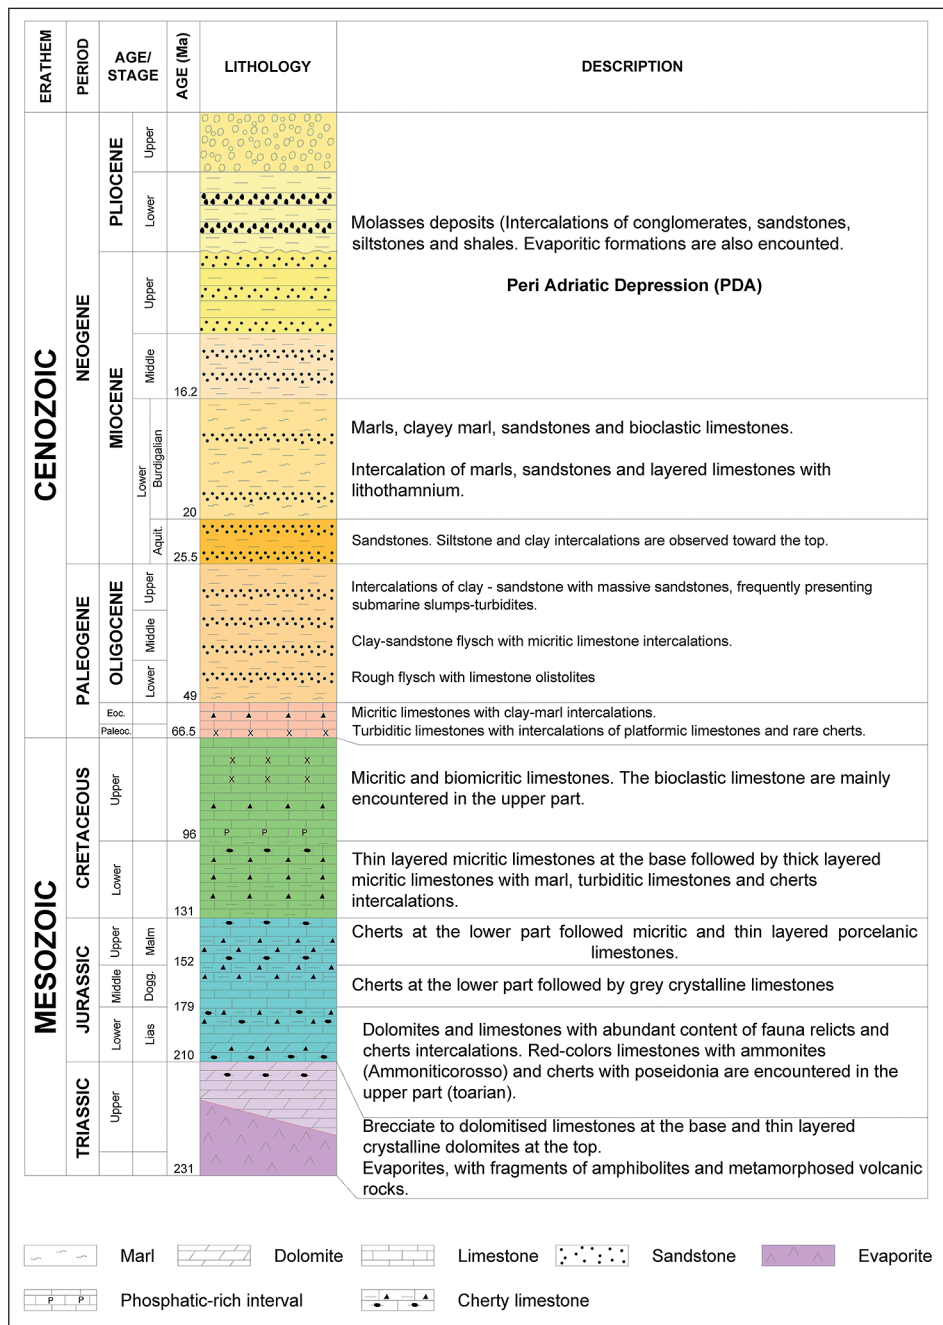 ERATHEM
PERIOD
AGE/
STAGE
AGE (Ma)
LITHOLOGY
DESCRIPTION
CENOZOIC
NEOGENE
PLIOCENE
Upper
Lower
Molasses deposits (Intercalations of conglomerates, sandstones,
siltstones and shales. Evaporitic formations are also encounted.
Peri Adriatic Depression (PDA)
MIOCENE
Upper
Middle
16.2
Lower
Burdigalian
20
Marls, clayey marl, sandstones and bioclastic limestones.
Intercalation of marls, sandstones and layered limestones with
lithothamnium.
Aquit.
25.5
Sandstones. Siltstone and clay intercalations are observed toward the top.
PALEOGENE
OLIGOCENE
Upper
Middle
Lower
49
Intercalations of clay - sandstone with massive sandstones, frequently presenting
submarine slumps-turbidites.
Clay-sandstone flysch with micritic limestone intercalations.
Rough flysch with limestone olistolites
Eoc.
Micritic limestones with clay-marl intercalations.
Paleoc.
66.5
X X X X
Turbiditic limestones with intercalations of platformic limestones and rare cherts.
MESOZOIC
CRETACEOUS
Upper
X X X
X X X
P P P
96
Micritic and biomicritic limestones. The bioclastic limestone are mainly
encountered in the upper part.
Lower
131
Thin layered micritic limestones at the base followed by thick layered
micritic limestones with marl, turbiditic limestones and cherts
intercalations.
JURASSIC
Upper
Malm
152
Cherts at the lower part followed micritic and thin layered porcelanic
limestones.
Middle
Dogg.
179
Cherts at the lower part followed by grey crystalline limestones
Lower
Lias
210
Dolomites and limestones with abundant content of fauna relicts and
cherts intercalations. Red-colors limestones with ammonites
(Ammoniticorosso) and cherts with poseidonia are encountered in the
upper part (toarian).
TRIASSIC
Upper
231
Brecciate to dolomitised limestones at the base and thin layered
crystalline dolomites at the top.
Evaporites, with fragments of amphibolites and metamorphosed volcanic
rocks.
Marl
Dolomite
Limestone
Sandstone
Evaporite
P P
Phosphatic-rich interval
Cherty limestone